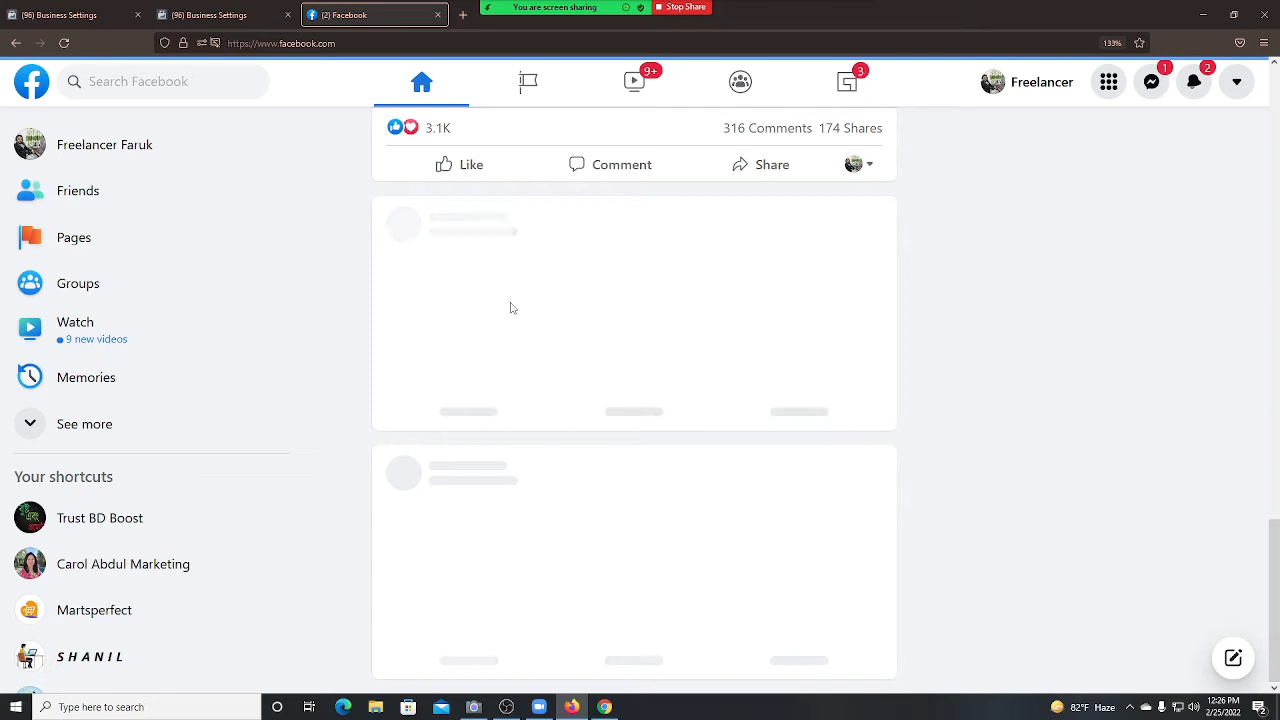 (96) Business Settings
(96) Business Settings
(2) Facebook
You are screen sharing
Stop Share
https://www.facebook.com
133%
Search Facebook
9+
3
Freelancer
1
2
Freelancer Faruk
Friends
Pages
Groups
Watch
9 new videos
Memories
See more
Your shortcuts
Trust BD Boost
Carol Abdul Marketing
Martsperfect
S H A N I L
3.1K
316 Comments 174 Shares
Like
Comment
Share
Type here to search
82°F Haze
12:26 PM
2/25/2022
2